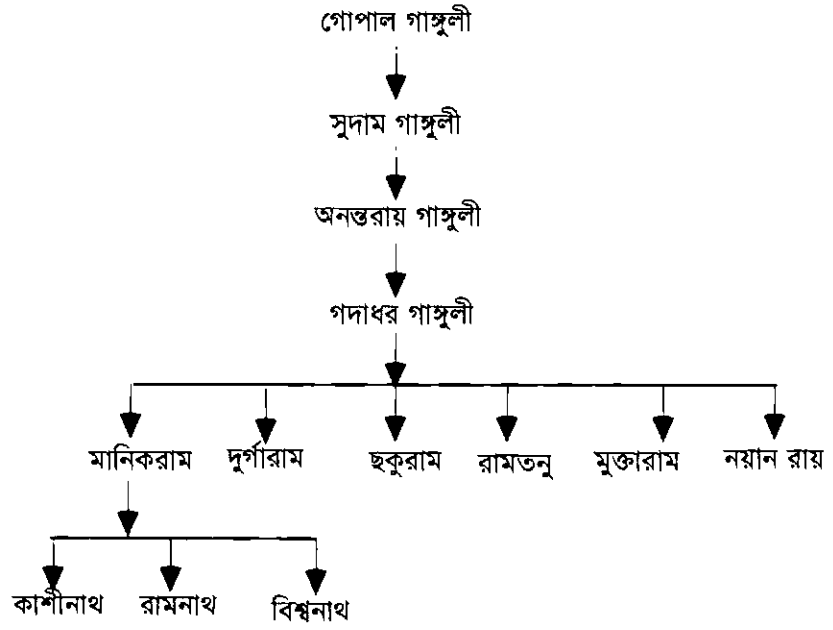 গোপাল গাঙ্গুলী
সুদাম গাঙ্গুলী
অনন্তরায় গাঙ্গুলী
গদাধর গাঙ্গুলী
মানিকরাম দুর্গারাম ছকুরাম রামতনু মুক্তারাম নয়ান রায়
কাশীনাথ রামনাথ বিশ্বনাথ